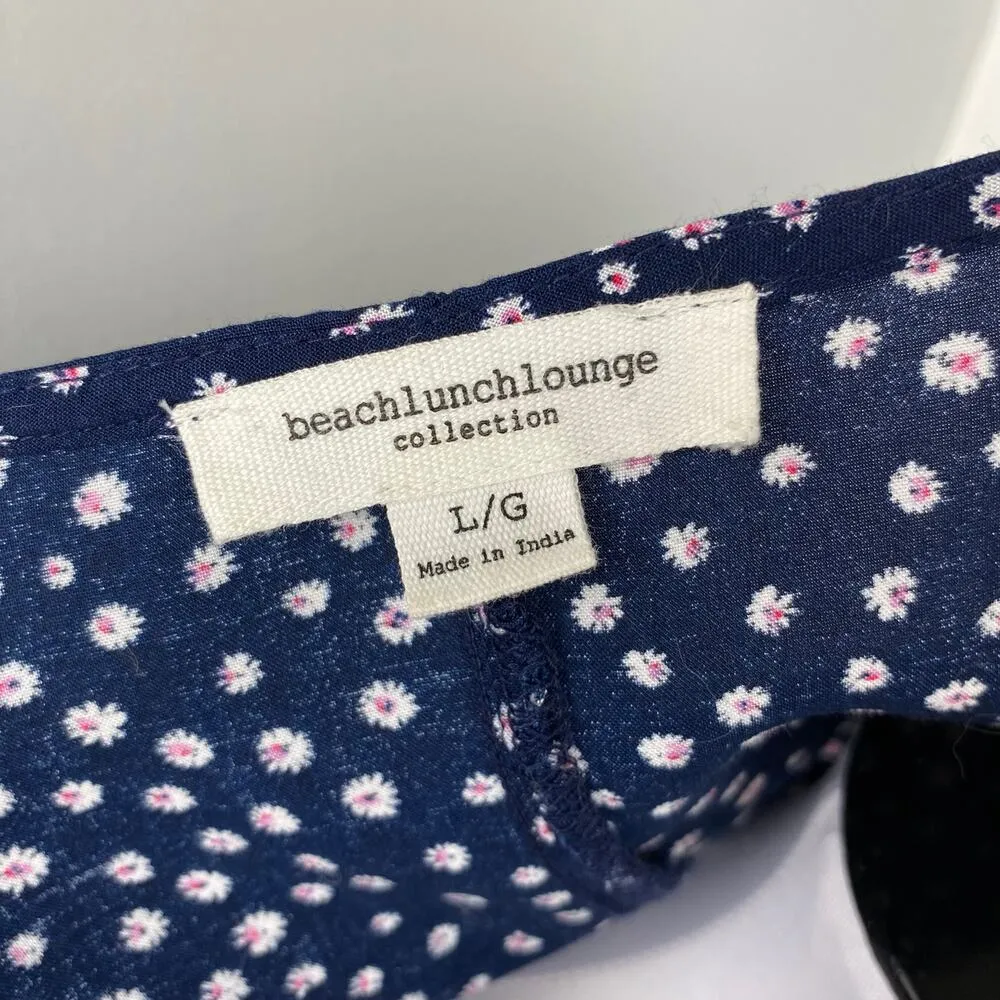 beachlunchlounge
collection
L/G
Made in India